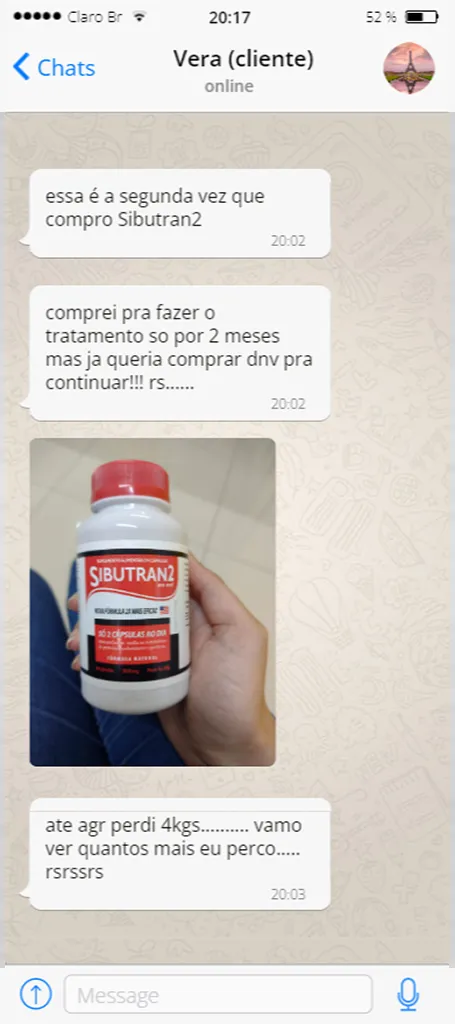 Claro Br 20:17 52 %
Chats
Vera (cliente)
online
essa é a segunda vez que
compro Sibutran2
20:02
comprei pra fazer o
tratamento so por 2 meses
mas ja queria comprar dnv pra
continuar!!! rs......
20:02
SIBUTRAN2
NOVA FÓRMULA 2X MAIS EFICAZ
SÓ 2 CÁPSULAS AO DIA
FÓRMULA NATURAL
ate agr perdi 4kgs.......... vamo
ver quantos mais eu perco.....
rsrssrs
20:03
Message